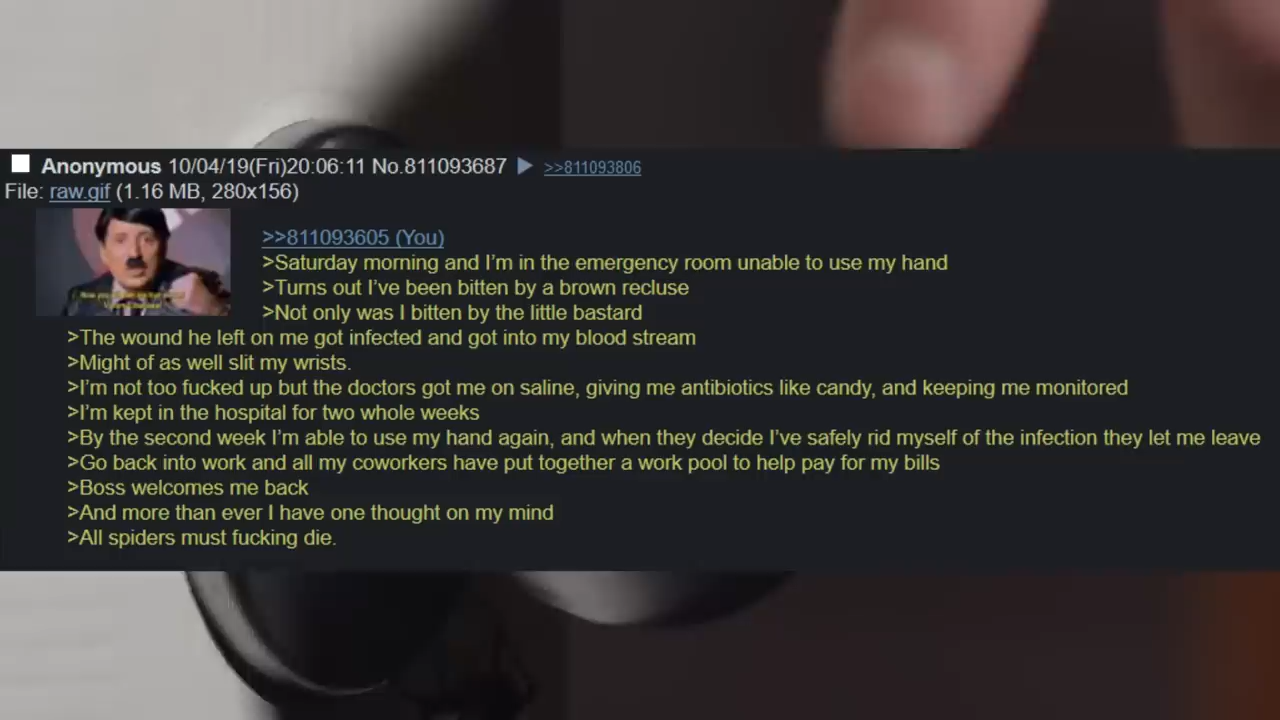 Anonymous 10/04/19(Fri)20:06:11 No.811093687 ▶ >>811093806
File: raw.gif (1.16 MB, 280x156)
>>811093605 (You)
>Saturday morning and I’m in the emergency room unable to use my hand
>Turns out I’ve been bitten by a brown recluse
>Not only was I bitten by the little bastard
>The wound he left on me got infected and got into my blood stream
>Might of as well slit my wrists.
>I’m not too fucked up but the doctors got me on saline, giving me antibiotics like candy, and keeping me monitored
>I’m kept in the hospital for two whole weeks
>By the second week I’m able to use my hand again, and when they decide I’ve safely rid myself of the infection they let me leave
>Go back into work and all my coworkers have put together a work pool to help pay for my bills
>Boss welcomes me back
>And more than ever I have one thought on my mind
>All spiders must fucking die.